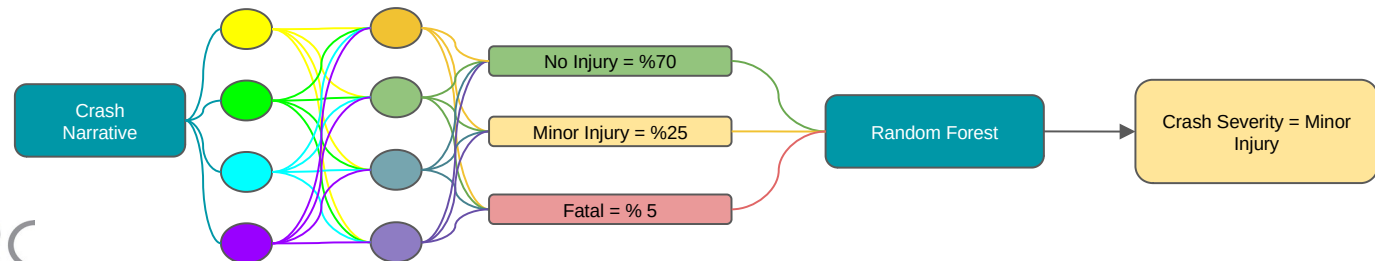 Crash
Narrative
No Injury = %70
Minor Injury = %25
Fatal = % 5
Random Forest
Crash Severity = Minor
Injury